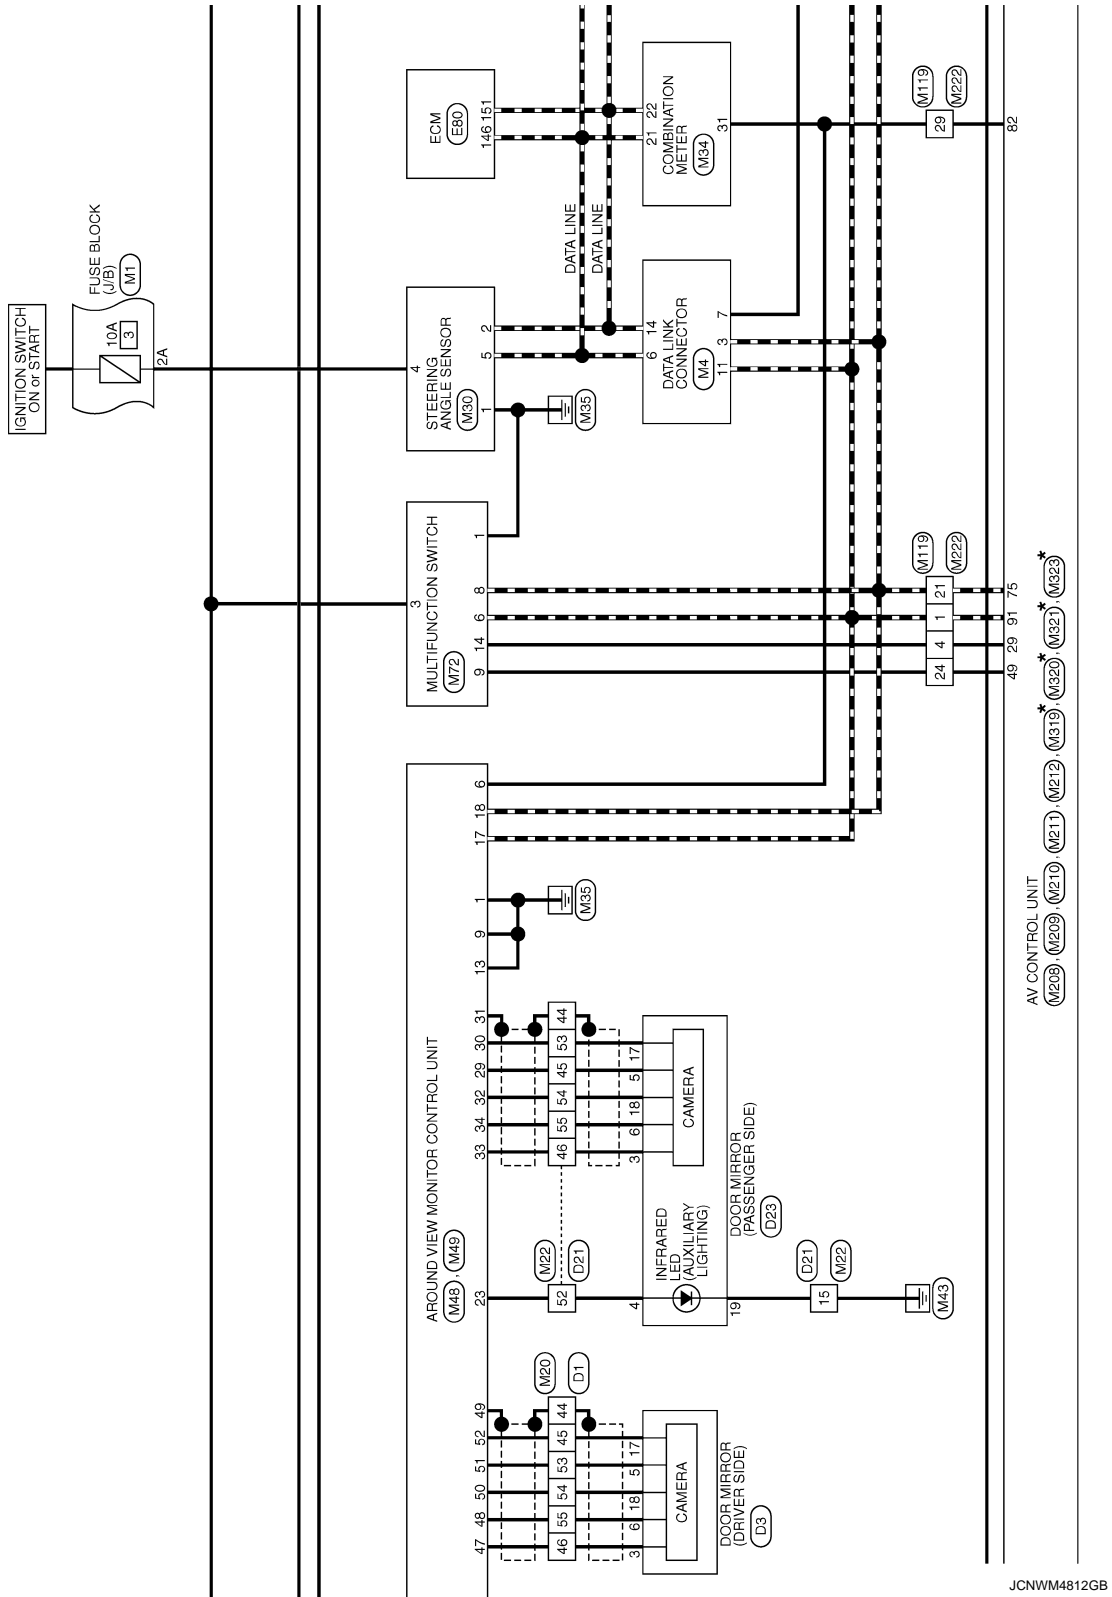 IGNITION SWITCH
ON or START
FUSE BLOCK
(J/B)
M1
10A
3
2A
ECM
E80
146 151
DATA LINE
DATA LINE
22
21
COMBINATION
METER
M34
31
M119
M222
29
82
4
STEERING
ANGLE SENSOR
M30
2
5
1
M35
14
6
DATA LINK
CONNECTOR
M4
7
3
11
3
MULTIFUNCTION SWITCH
M72
1
8
6
14
9
M119
M222
21
1
4
24
75
91
29
49
AROUND VIEW MONITOR CONTROL UNIT
M48 , M49
6
18
17
1
9
13
M35
31
30
29
32
34
33
44
53
45
54
55
46
17
5
18
6
3
CAMERA
DOOR MIRROR
(PASSENGER SIDE)
D23
INFRARED
LED
(AUXILIARY
LIGHTING)
23
M22
D21
52
4
19
D21
M22
15
M43
49
52
51
50
48
47
M20
D1
44
45
53
54
55
46
17
5
18
6
3
CAMERA
DOOR MIRROR
(DRIVER SIDE)
D3
AV CONTROL UNIT
M208 , M209 , M210 , M211 , M212 , M319* , M320* , M321* , M323*
JCNWM4812GB